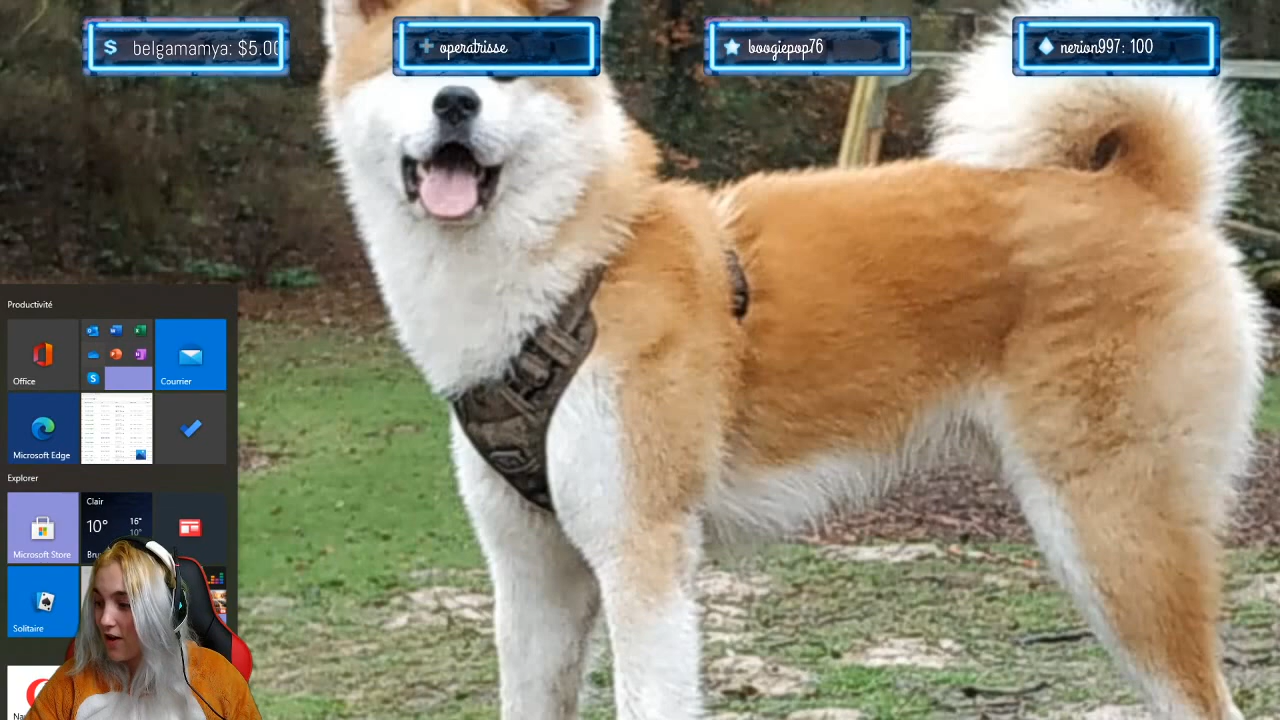 belgamamya: $5.00
operatrisse
boogiepop76
nerion997: 100
Productivité
Office
Courrier
Microsoft Edge
Explorer
Microsoft Store
Clair
10°
16°
10°
Solitaire